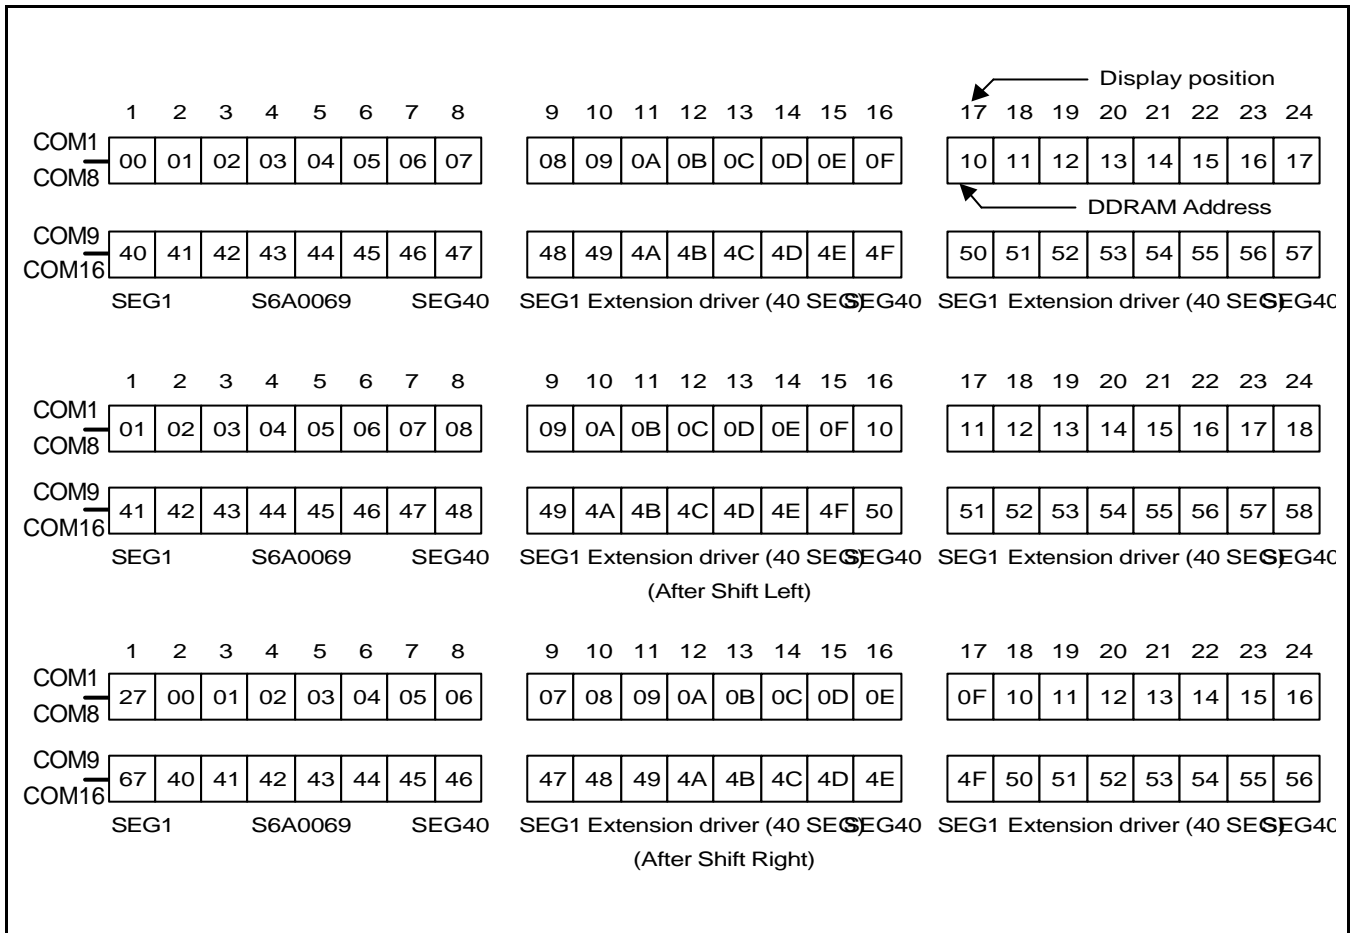 Display position
1 2 3 4 5 6 7 8 9 10 11 12 13 14 15 16 17 18 19 20 21 22 23 24
COM1
00 01 02 03 04 05 06 07 08 09 0A 0B 0C 0D 0E 0F 10 11 12 13 14 15 16 17
COM8
DDRAM Address
COM9
40 41 42 43 44 45 46 47 48 49 4A 4B 4C 4D 4E 4F 50 51 52 53 54 55 56 57
COM16
SEG1 S6A0069 SEG40 SEG1 Extension driver (40 SEG) SEG40 SEG1 Extension driver (40 SEG) SEG40
1 2 3 4 5 6 7 8 9 10 11 12 13 14 15 16 17 18 19 20 21 22 23 24
COM1
01 02 03 04 05 06 07 08 09 0A 0B 0C 0D 0E 0F 10 11 12 13 14 15 16 17 18
COM8
COM9
41 42 43 44 45 46 47 48 49 4A 4B 4C 4D 4E 4F 50 51 52 53 54 55 56 57 58
COM16
SEG1 S6A0069 SEG40 SEG1 Extension driver (40 SEG) SEG40 SEG1 Extension driver (40 SEG) SEG40
(After Shift Left)
1 2 3 4 5 6 7 8 9 10 11 12 13 14 15 16 17 18 19 20 21 22 23 24
COM1
27 00 01 02 03 04 05 06 07 08 09 0A 0B 0C 0D 0E 0F 10 11 12 13 14 15 16
COM8
COM9
67 40 41 42 43 44 45 46 47 48 49 4A 4B 4C 4D 4E 4F 50 51 52 53 54 55 56
COM16
SEG1 S6A0069 SEG40 SEG1 Extension driver (40 SEG) SEG40 SEG1 Extension driver (40 SEG) SEG40
(After Shift Right)